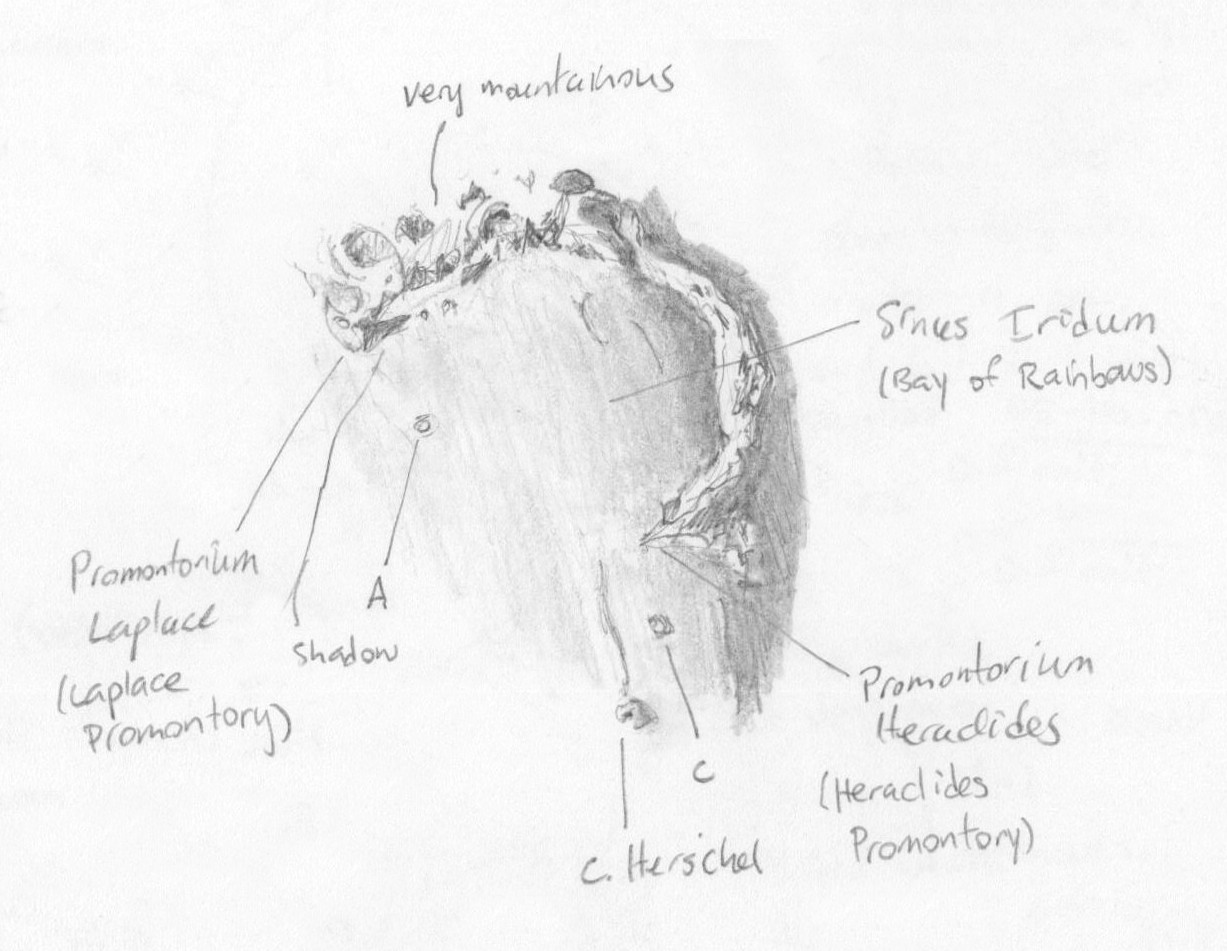 very mountainous
Sinus Iridum
(Bay of Rainbows)
Promontorium
Laplace
(Laplace
Promontory)
Shadow
A
Promontorium
Heraclides
(Heraclides
Promontory)
C
C. Herschel